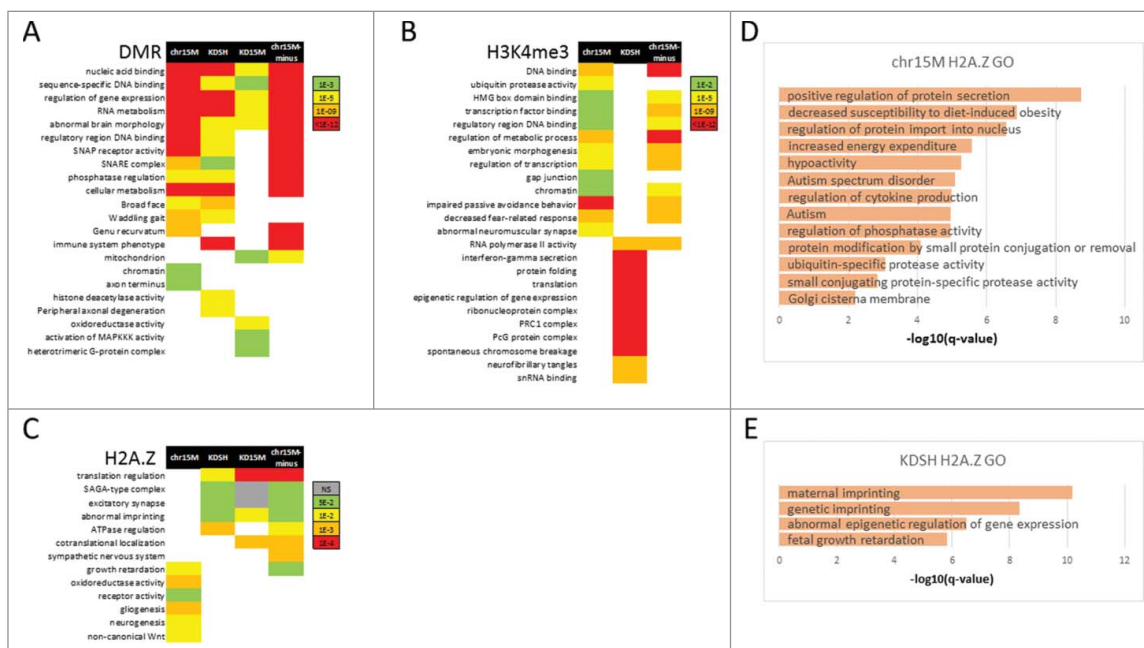 A
DMR
chr15M KDSH KD15M chr15M-minus
nucleic acid binding
sequence-specific DNA binding
regulation of gene expression
RNA metabolism
abnormal brain morphology
regulatory region DNA binding
SNAP receptor activity
SNARE complex
phosphatase regulation
cellular metabolism
Broad face
Waddling gait
Genu recurvatum
immune system phenotype
mitochondrion
chromatin
axon terminus
histone deacetylase activity
Peripheral axonal degeneration
oxidoreductase activity
activation of MAPKKK activity
heterotrimeric G-protein complex
1E-3
1E-5
1E-09
<1E-12
B
H3K4me3
chr15M KDSH chr15M-minus
DNA binding
ubiquitin protease activity
HMG box domain binding
transcription factor binding
regulatory region DNA binding
regulation of metabolic process
embryonic morphogenesis
regulation of transcription
gap junction
chromatin
impaired passive avoidance behavior
decreased fear-related response
abnormal neuromuscular synapse
RNA polymerase II activity
interferon-gamma secretion
protein folding
translation
epigenetic regulation of gene expression
ribonucleoprotein complex
PRC1 complex
PcG protein complex
spontaneous chromosome breakage
neurofibrillary tangles
snRNA binding
1E-2
1E-5
1E-09
<1E-12
D
chr15M H2A.Z GO
positive regulation of protein secretion
decreased susceptibility to diet-induced obesity
regulation of protein import into nucleus
increased energy expenditure
hypoactivity
Autism spectrum disorder
regulation of cytokine production
Autism
regulation of phosphatase activity
protein modification by small protein conjugation or removal
ubiquitin-specific protease activity
small conjugating protein-specific protease activity
Golgi cisterna membrane
0 2 4 6 8 10
-log10(q-value)
C
H2A.Z
chr15M KDSH KD15M chr15M-minus
translation regulation
SAGA-type complex
excitatory synapse
abnormal imprinting
ATPase regulation
cotranslational localization
sympathetic nervous system
growth retardation
oxidoreductase activity
receptor activity
gliogenesis
neurogenesis
non-canonical Wnt
NS
5E-2
1E-2
1E-3
1E-4
E
KDSH H2A.Z GO
maternal imprinting
genetic imprinting
abnormal epigenetic regulation of gene expression
fetal growth retardation
0 2 4 6 8 10 12
-log10(q-value)